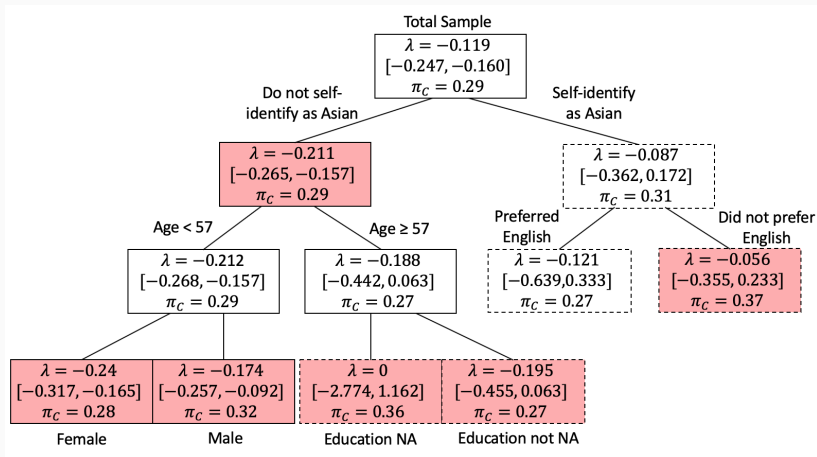 Total Sample
λ = −0.119
[−0.247, −0.160]
π_C = 0.29
Do not self-
identify as Asian
Self-identify
as Asian
λ = −0.211
[−0.265, −0.157]
π_C = 0.29
λ = −0.087
[−0.362, 0.172]
π_C = 0.31
Age < 57
Age ≥ 57
Preferred
English
Did not prefer
English
λ = −0.212
[−0.268, −0.157]
π_C = 0.29
λ = −0.188
[−0.442, 0.063]
π_C = 0.27
λ = −0.121
[−0.639,0.333]
π_C = 0.27
λ = −0.056
[−0.355, 0.233]
π_C = 0.37
λ = −0.24
[−0.317, −0.165]
π_C = 0.28
λ = −0.174
[−0.257, −0.092]
π_C = 0.32
λ = 0
[−2.774, 1.162]
π_C = 0.36
λ = −0.195
[−0.455, 0.063]
π_C = 0.27
Female
Male
Education NA
Education not NA